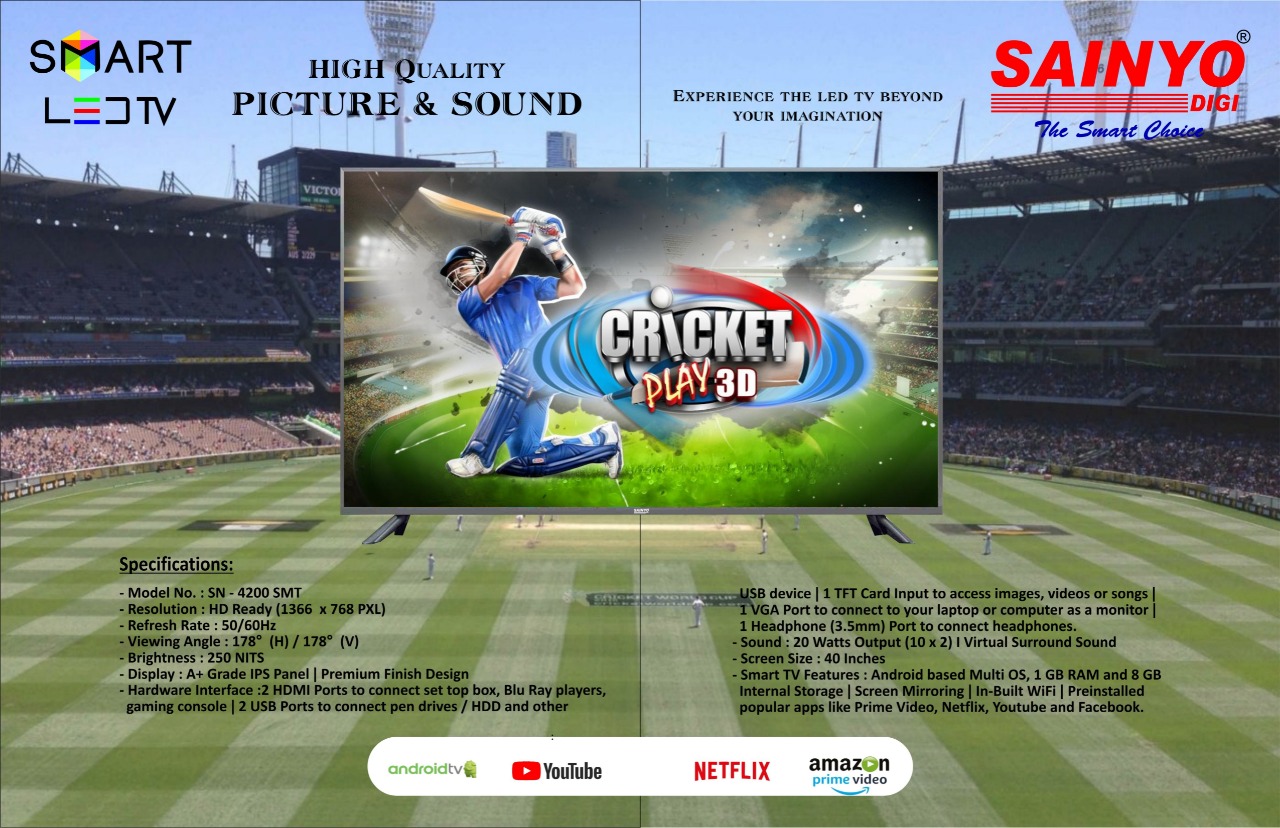 SMART
LED TV
HIGH QUALITY
PICTURE & SOUND
EXPERIENCE THE LED TV BEYOND
YOUR IMAGINATION
SAINYO®
DIGI
The Smart Choice
VICTO
CRICKET
PLAY 3D
SAINYO
Specifications:
- Model No. : SN - 4200 SMT
- Resolution : HD Ready (1366 x 768 PXL)
- Refresh Rate : 50/60Hz
- Viewing Angle : 178° (H) / 178° (V)
- Brightness : 250 NITS
- Display : A+ Grade IPS Panel | Premium Finish Design
- Hardware Interface :2 HDMI Ports to connect set top box, Blu Ray players,
gaming console | 2 USB Ports to connect pen drives / HDD and other
USB device | 1 TFT Card Input to access images, videos or songs |
1 VGA Port to connect to your laptop or computer as a monitor |
1 Headphone (3.5mm) Port to connect headphones.
- Sound : 20 Watts Output (10 x 2) I Virtual Surround Sound
- Screen Size : 40 Inches
- Smart TV Features : Android based Multi OS, 1 GB RAM and 8 GB
Internal Storage | Screen Mirroring | In-Built WiFi | Preinstalled
popular apps like Prime Video, Netflix, Youtube and Facebook.
androidtv
YouTube
NETFLIX
amazon
prime video